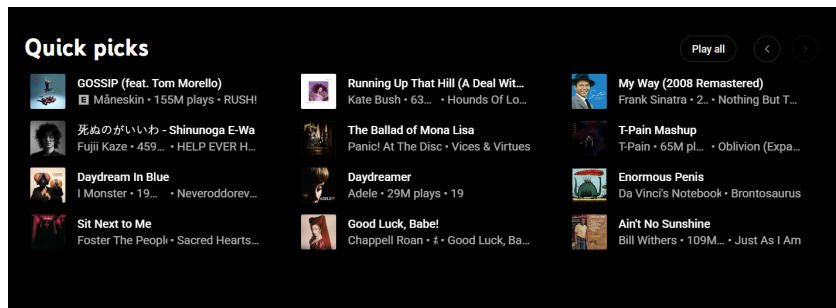 Quick picks
Play all
GOSSIP (feat. Tom Morello)
E Måneskin • 155M plays • RUSH!
死ぬのがいいわ - Shinunoga E-Wa
Fujii Kaze • 459... • HELP EVER H...
Daydream In Blue
I Monster • 19... • Neveroddorev...
Sit Next to Me
Foster The People • Sacred Hearts...
Running Up That Hill (A Deal Wit...
Kate Bush • 63... • Hounds Of Lo...
The Ballad of Mona Lisa
Panic! At The Disc • Vices & Virtues
Daydreamer
Adele • 29M plays • 19
Good Luck, Babe!
Chappell Roan • • Good Luck, Ba...
My Way (2008 Remastered)
Frank Sinatra • 2.. • Nothing But T...
T-Pain Mashup
T-Pain • 65M pl... • Oblivion (Expa...
Enormous Penis
Da Vinci's Notebook • Brontosaurus
Ain't No Sunshine
Bill Withers • 109M... • Just As I Am